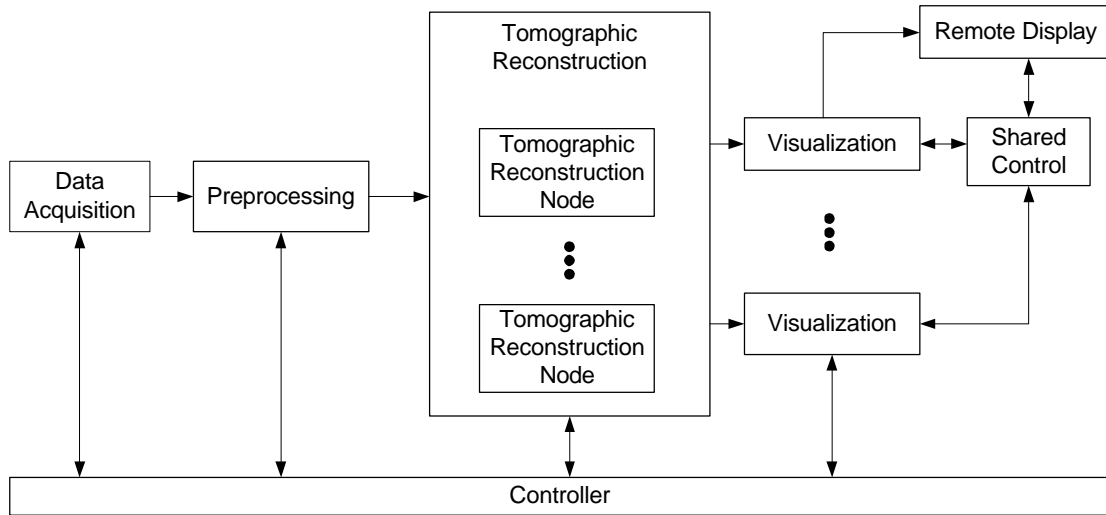 Tomographic
Reconstruction
Remote Display
Tomographic
Reconstruction
Node
Visualization
Shared
Control
Data
Acquisition
Preprocessing
Tomographic
Reconstruction
Node
Visualization
Controller